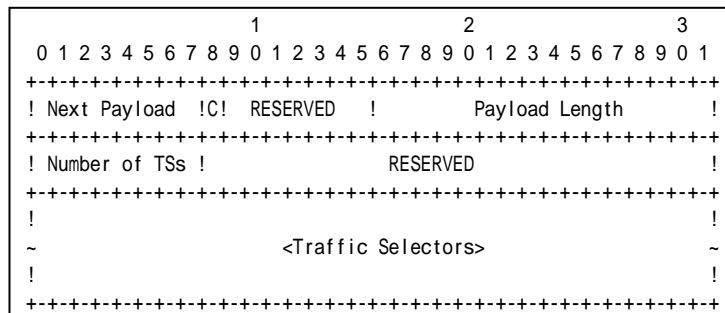 1                   2                   3
 0 1 2 3 4 5 6 7 8 9 0 1 2 3 4 5 6 7 8 9 0 1 2 3 4 5 6 7 8 9 0 1
+-+-+-+-+-+-+-+-+-+-+-+-+-+-+-+-+-+-+-+-+-+-+-+-+-+-+-+-+-+-+-+-+
! Next Payload !C! RESERVED ! Payload Length !
+-+-+-+-+-+-+-+-+-+-+-+-+-+-+-+-+-+-+-+-+-+-+-+-+-+-+-+-+-+-+-+-+
! Number of TSs ! RESERVED !
+-+-+-+-+-+-+-+-+-+-+-+-+-+-+-+-+-+-+-+-+-+-+-+-+-+-+-+-+-+-+-+-+
! !
~ <Traffic Selectors> ~
! !
+-+-+-+-+-+-+-+-+-+-+-+-+-+-+-+-+-+-+-+-+-+-+-+-+-+-+-+-+-+-+-+-+